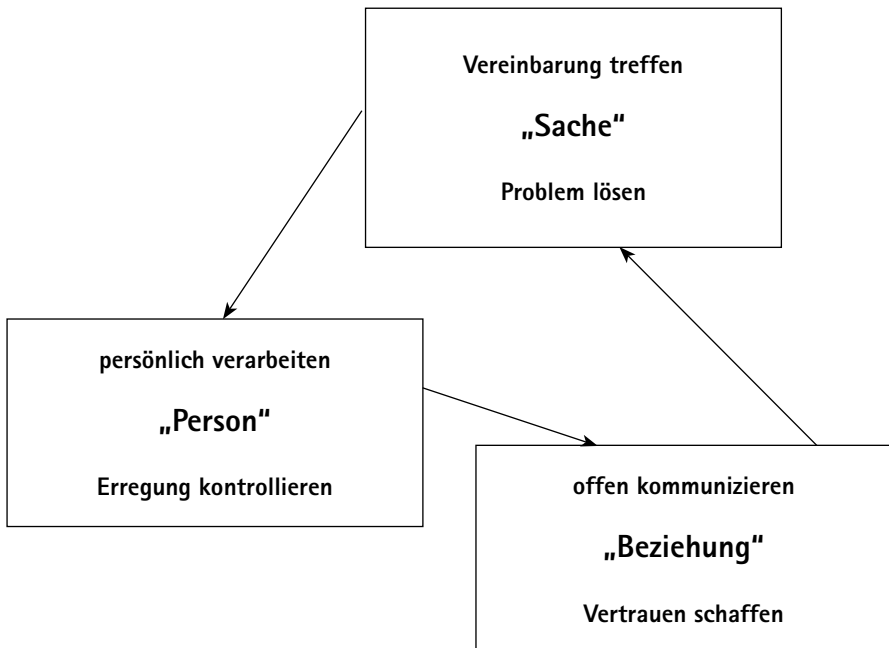 Vereinbarung treffen
„Sache“
Problem lösen
persönlich verarbeiten
„Person“
Erregung kontrollieren
offen kommunizieren
„Beziehung“
Vertrauen schaffen